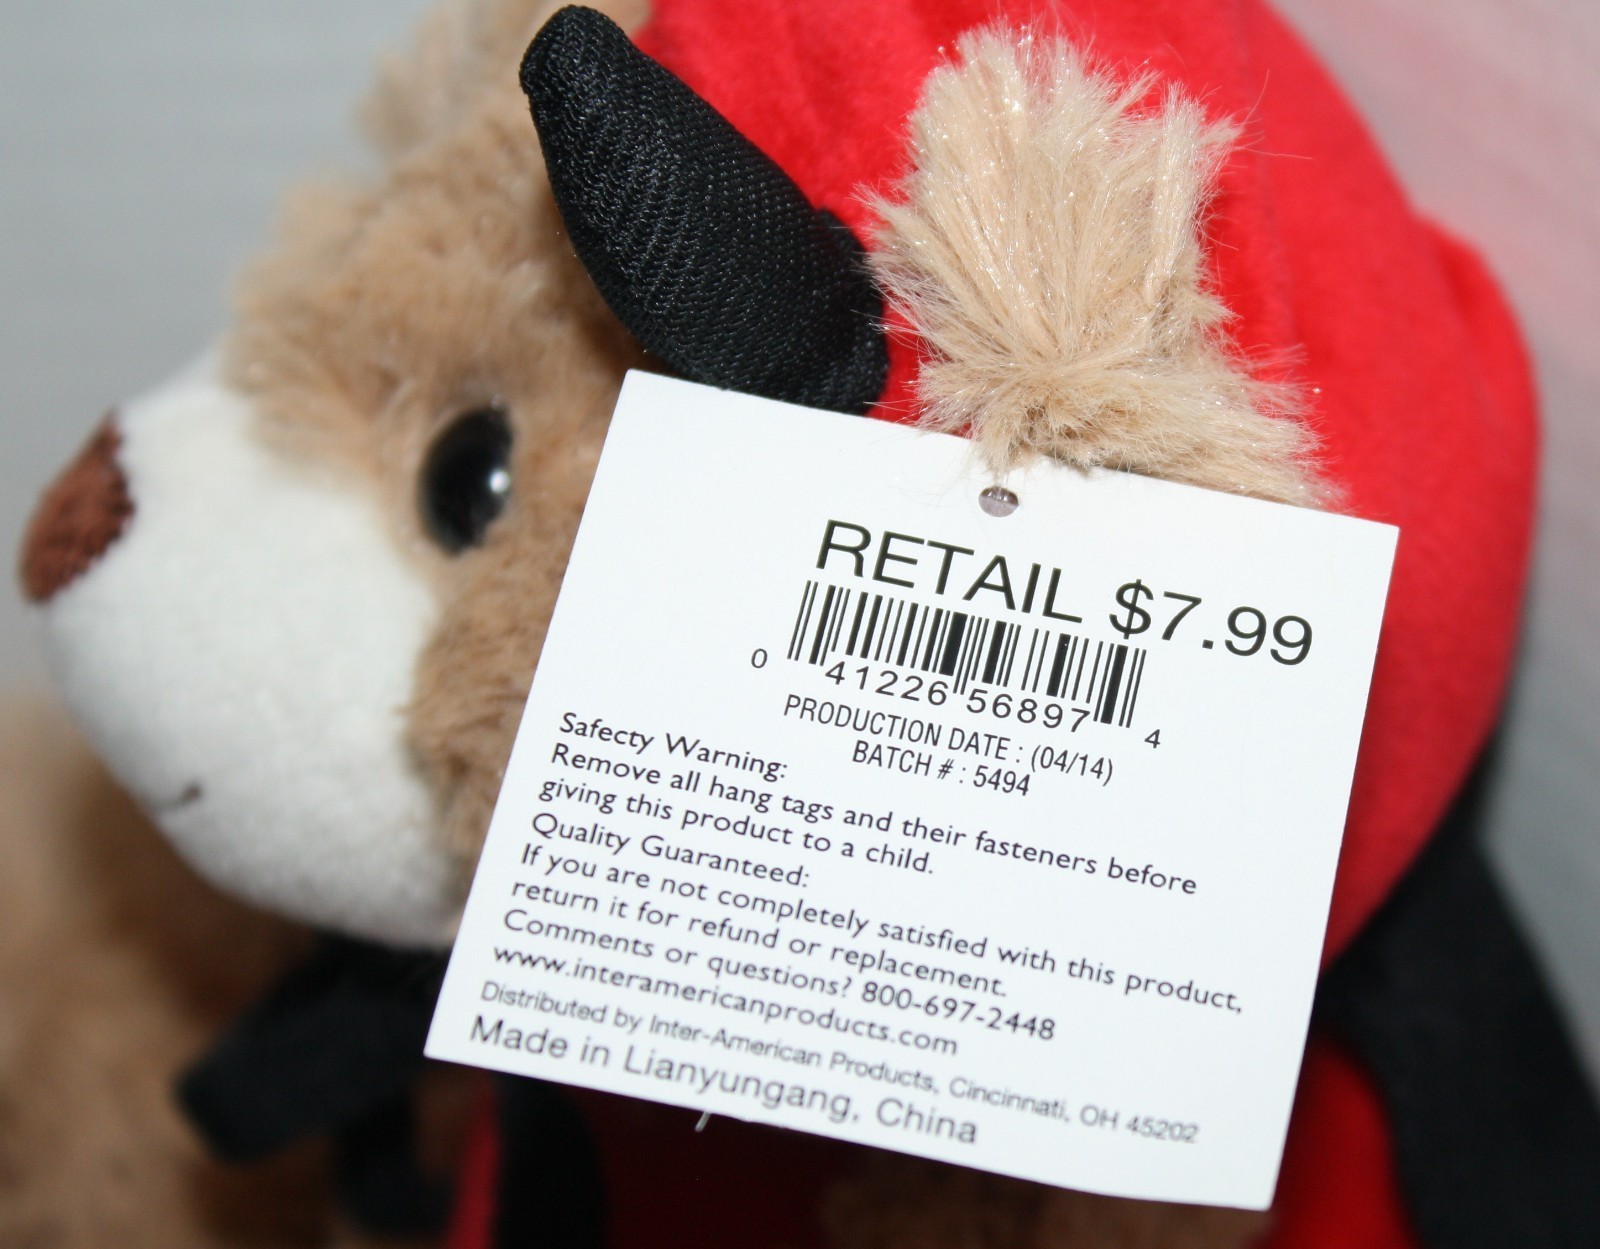 RETAIL $7.99
0 41226 56897 4
PRODUCTION DATE : (04/14)
BATCH # : 5494
Safecty Warning:
Remove all hang tags and their fasteners before
giving this product to a child.
Quality Guaranteed:
If you are not completely satisfied with this product,
return it for refund or replacement.
Comments or questions? 800-697-2448
www.interamericanproducts.com
Distributed by Inter-American Products, Cincinnati, OH 45202
Made in Lianyungang, China